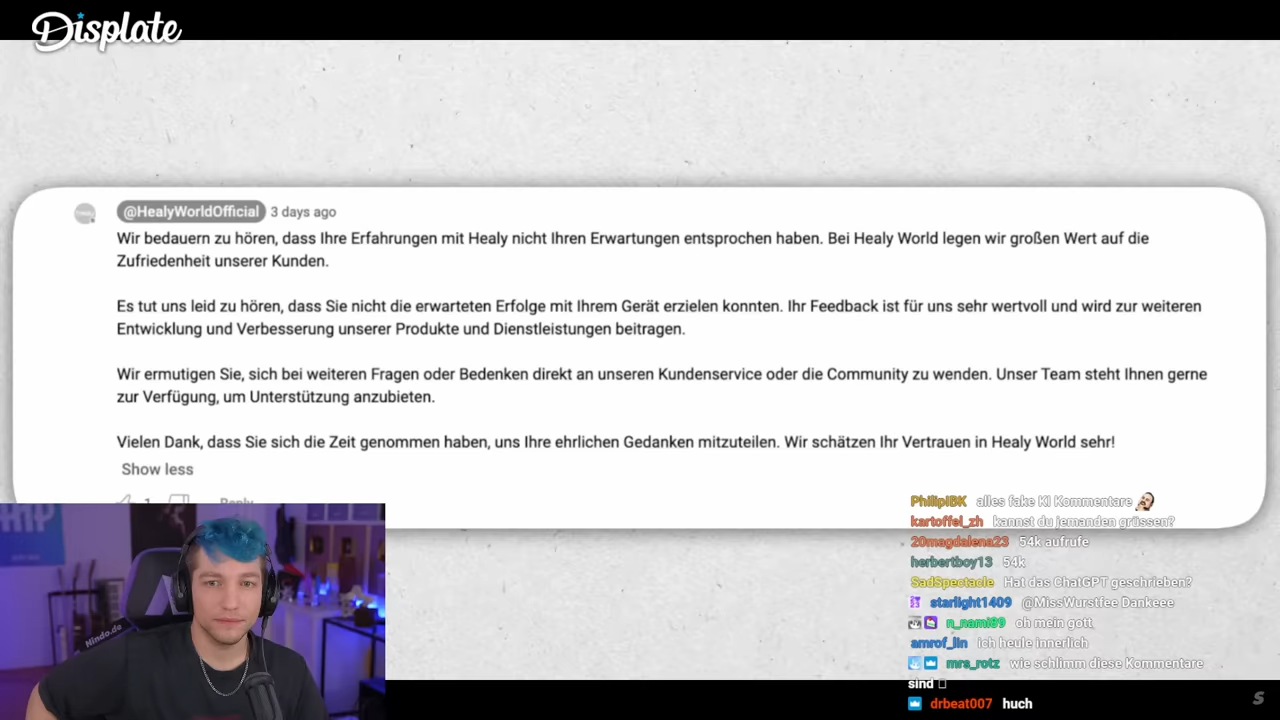 Displate
@HealyWorldOfficial 3 days ago
Wir bedauern zu hören, dass Ihre Erfahrungen mit Healy nicht Ihren Erwartungen entsprochen haben. Bei Healy World legen wir großen Wert auf die
Zufriedenheit unserer Kunden.
Es tut uns leid zu hören, dass Sie nicht die erwarteten Erfolge mit Ihrem Gerät erzielen konnten. Ihr Feedback ist für uns sehr wertvoll und wird zur weiteren
Entwicklung und Verbesserung unserer Produkte und Dienstleistungen beitragen.
Wir ermutigen Sie, sich bei weiteren Fragen oder Bedenken direkt an unseren Kundenservice oder die Community zu wenden. Unser Team steht Ihnen gerne
zur Verfügung, um Unterstützung anzubieten.
Vielen Dank, dass Sie sich die Zeit genommen haben, uns Ihre ehrlichen Gedanken mitzuteilen. Wir schätzen Ihr Vertrauen in Healy World sehr!
Show less
1 Reply
PhilipIBK alles fake KI Kommentare
kartoffel_zh kannst du jemanden grüssen?
20magdalena23 54k aufrufe
herbertboy13 54k
SadSpectacle Hat das ChatGPT geschrieben?
starlight1409 @MissWurstfee Dankeee
n_nami89 oh mein gott
amrof_lin ich heule innerlich
mrs_rotz wie schlimm diese Kommentare
sind
drbeat007 huch
Mindo.de
S